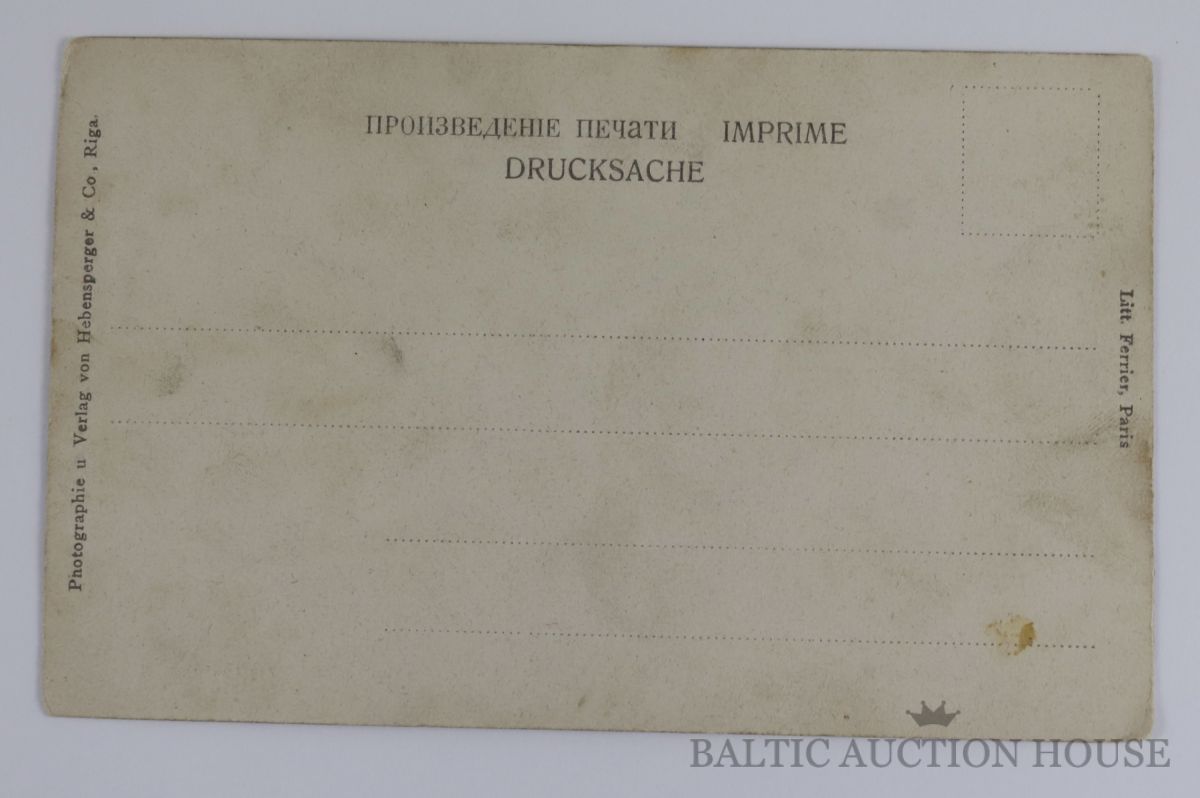 ПРОИЗВЕДЕНІЕ ПЕЧАТИ IMPRIME
DRUCKSACHE
Photographie u Verlag von Hebensperger & Co., Riga.
Litt. Ferrier, Paris
BALTIC AUCTION HOUSE